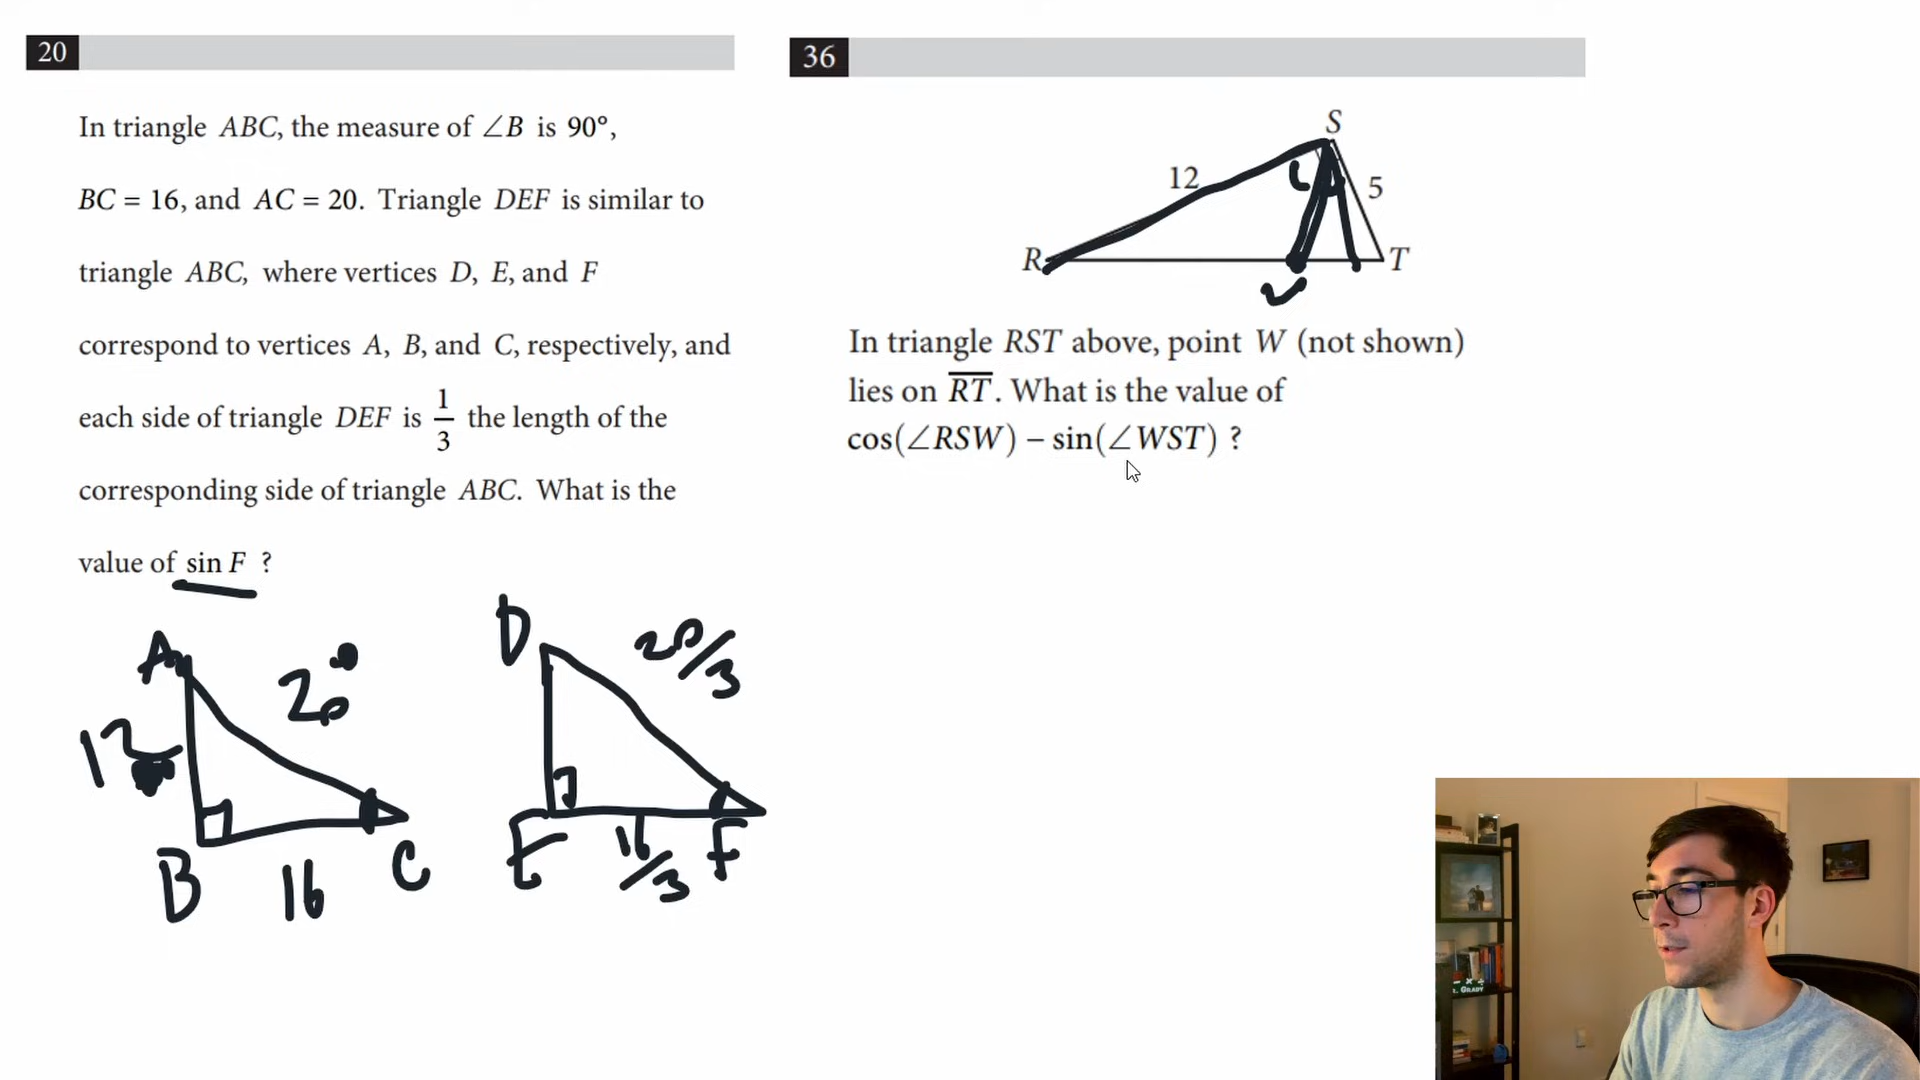 20
In triangle ABC, the measure of ∠B is 90°,
BC = 16, and AC = 20. Triangle DEF is similar to
triangle ABC, where vertices D, E, and F
correspond to vertices A, B, and C, respectively, and
each side of triangle DEF is 1/3 the length of the
corresponding side of triangle ABC. What is the
value of sin F ?
A
20
12
B
16
C
D
20/3
E
16/3
F
36
S
12
5
R
T
W
In triangle RST above, point W (not shown)
lies on RT. What is the value of
cos(∠RSW) – sin(∠WST) ?
GRADY